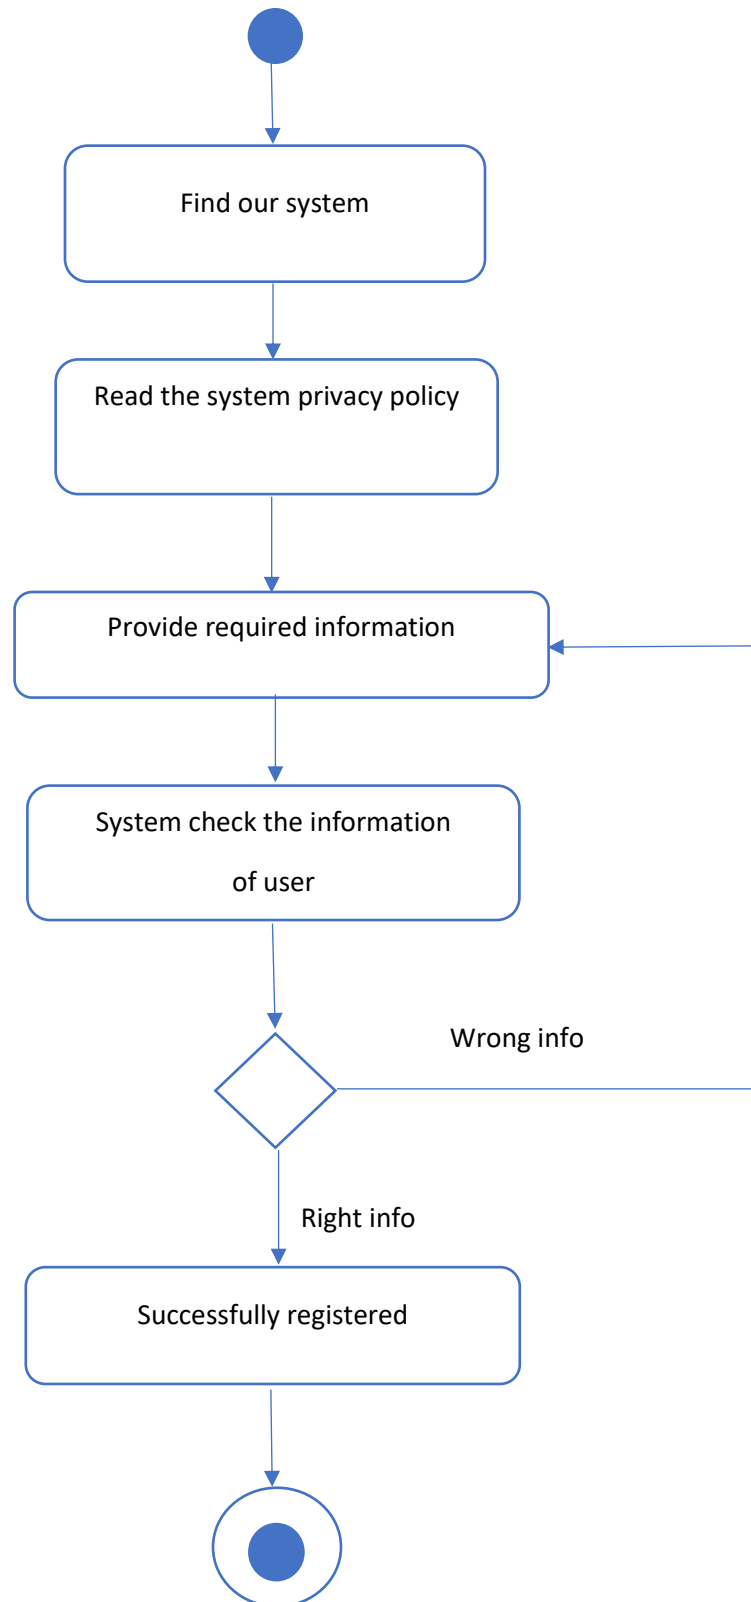 Find our system
Read the system privacy policy
Provide required information
System check the information
of user
Wrong info
Right info
Successfully registered